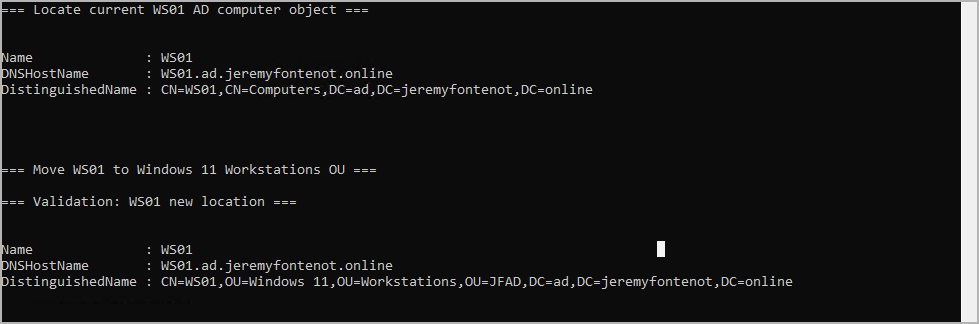 === Locate current WS01 AD computer object ===
Name : WS01
DNSHostName : WS01.ad.jeremyfontenot.online
DistinguishedName : CN=WS01,CN=Computers,DC=ad,DC=jeremyfontenot,DC=online
=== Move WS01 to Windows 11 Workstations OU ===
=== Validation: WS01 new location ===
Name : WS01
DNSHostName : WS01.ad.jeremyfontenot.online
DistinguishedName : CN=WS01,OU=Windows 11,OU=Workstations,OU=JFAD,DC=ad,DC=jeremyfontenot,DC=online